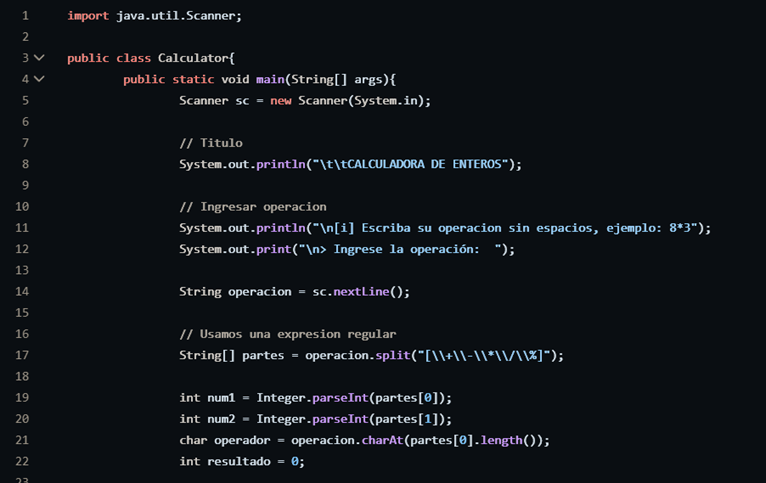 1 import java.util.Scanner;
2
3 public class Calculator{
4 public static void main(String[] args){
5 Scanner sc = new Scanner(System.in);
6
7 // Titulo
8 System.out.println("\t\tCALCULADORA DE ENTEROS");
9
10 // Ingresar operacion
11 System.out.println("\n[i] Escriba su operacion sin espacios, ejemplo: 8*3");
12 System.out.print("\n> Ingrese la operación:  ");
13
14 String operacion = sc.nextLine();
15
16 // Usamos una expresion regular
17 String[] partes = operacion.split("[\\+\\-\\*\\/\\%]");
18
19 int num1 = Integer.parseInt(partes[0]);
20 int num2 = Integer.parseInt(partes[1]);
21 char operador = operacion.charAt(partes[0].length());
22 int resultado = 0;
23